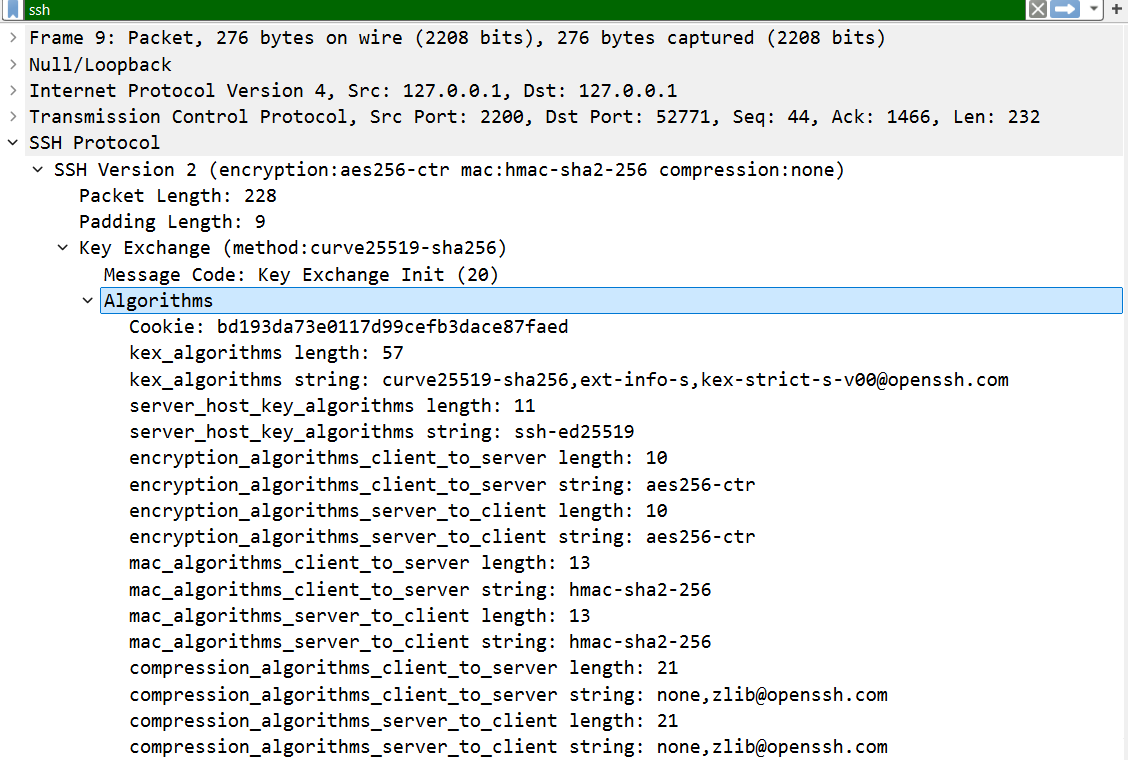 ssh
Frame 9: Packet, 276 bytes on wire (2208 bits), 276 bytes captured (2208 bits)
Null/Loopback
Internet Protocol Version 4, Src: 127.0.0.1, Dst: 127.0.0.1
Transmission Control Protocol, Src Port: 2200, Dst Port: 52771, Seq: 44, Ack: 1466, Len: 232
SSH Protocol
SSH Version 2 (encryption:aes256-ctr mac:hmac-sha2-256 compression:none)
Packet Length: 228
Padding Length: 9
Key Exchange (method:curve25519-sha256)
Message Code: Key Exchange Init (20)
Algorithms
Cookie: bd193da73e0117d99cefb3dace87faed
kex_algorithms length: 57
kex_algorithms string: curve25519-sha256,ext-info-s,kex-strict-s-v00@openssh.com
server_host_key_algorithms length: 11
server_host_key_algorithms string: ssh-ed25519
encryption_algorithms_client_to_server length: 10
encryption_algorithms_client_to_server string: aes256-ctr
encryption_algorithms_server_to_client length: 10
encryption_algorithms_server_to_client string: aes256-ctr
mac_algorithms_client_to_server length: 13
mac_algorithms_client_to_server string: hmac-sha2-256
mac_algorithms_server_to_client length: 13
mac_algorithms_server_to_client string: hmac-sha2-256
compression_algorithms_client_to_server length: 21
compression_algorithms_client_to_server string: none,zlib@openssh.com
compression_algorithms_server_to_client length: 21
compression_algorithms_server_to_client string: none,zlib@openssh.com